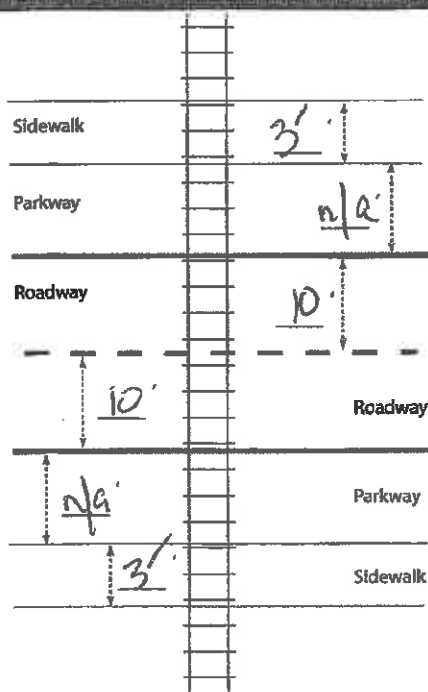 Sidewalk 3'
Parkway n/a'
Roadway 10'
10' Roadway
n/a' Parkway
3' Sidewalk